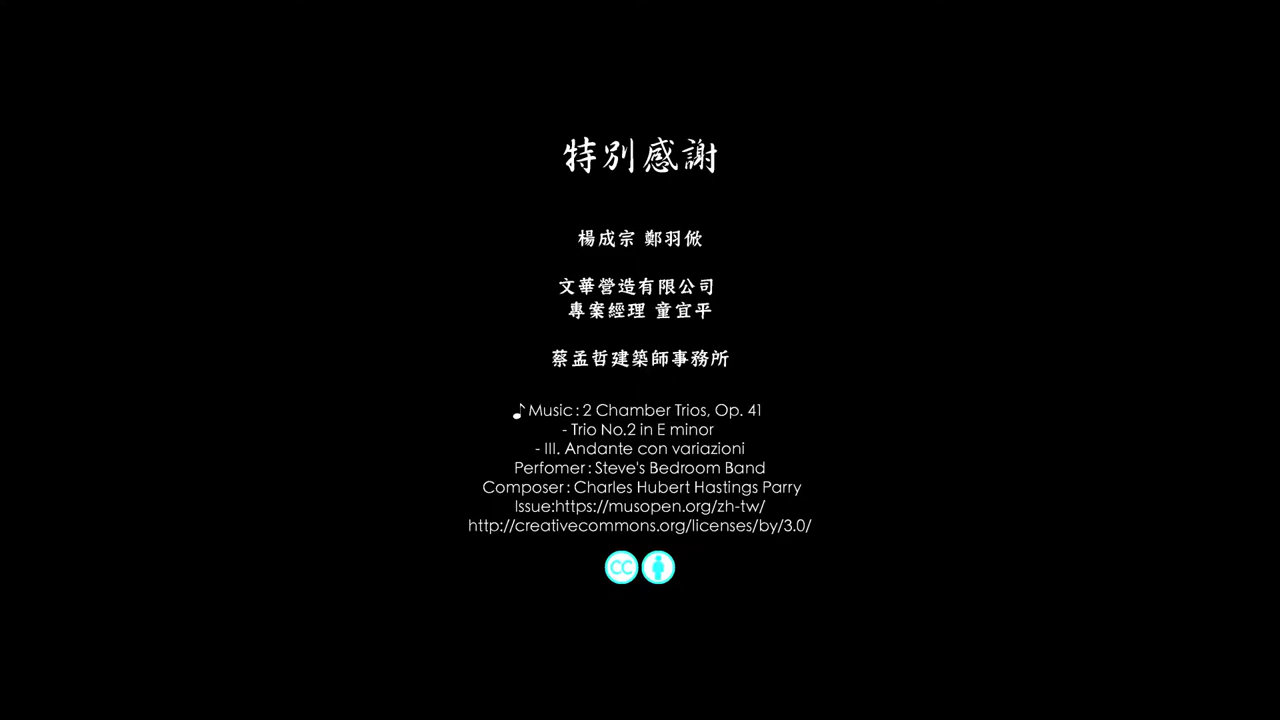 特別感謝
楊成宗 鄭羽俽
文華營造有限公司
專案經理 童宜平
蔡孟哲建築師事務所
♪Music : 2 Chamber Trios, Op. 41
- Trio No.2 in E minor
- III. Andante con variazioni
Perfomer : Steve's Bedroom Band
Composer : Charles Hubert Hastings Parry
Issue:https://musopen.org/zh-tw/
http://creativecommons.org/licenses/by/3.0/
CC